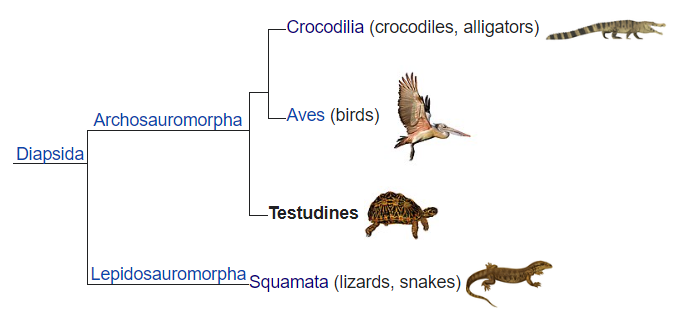 Crocodilia (crocodiles, alligators)
Aves (birds)
Archosauromorpha
Diapsida
Testudines
Lepidosauromorpha
Squamata (lizards, snakes)